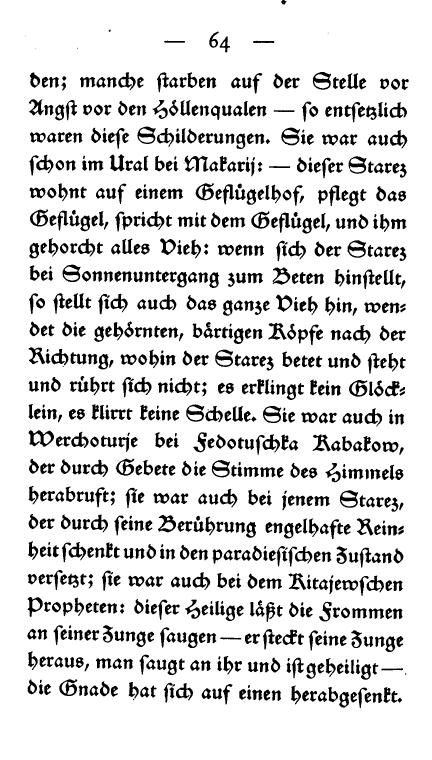 — 64 —
den; manche starben auf der Stelle vor
Angst vor den Höllenqualen — so entsetzlich
waren diese Schilderungen. Sie war auch
schon im Ural bei Makarij: — dieser Starez
wohnt auf einem Geflügelhof, pflegt das
Geflügel, spricht mit dem Geflügel, und ihm
gehorcht alles Vieh: wenn sich der Starez
bei Sonnenuntergang zum Beten hinstellt,
so stellt sich auch das ganze Vieh hin, wen-
det die gehörnten, bärtigen Köpfe nach der
Richtung, wohin der Starez betet und steht
und rührt sich nicht; es erklingt kein Glöck-
lein, es klirrt keine Schelle. Sie war auch in
Werchoturje bei Fedotuschka Kabakow,
der durch Gebete die Stimme des Himmels
herabruft; sie war auch bei jenem Starez,
der durch seine Berührung engelhafte Rein-
heit schenkt und in den paradiesischen Zustand
versetzt; sie war auch bei dem Kitajewschen
Propheten: dieser Heilige läßt die Frommen
an seiner Zunge saugen — er steckt seine Zunge
heraus, man saugt an ihr und ist geheiligt —
die Gnade hat sich auf einen herabgesenkt.